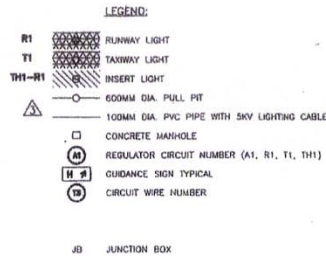 LEGEND:
R1 RUNWAY LIGHT
T1 TAXIWAY LIGHT
TH1-R1 INSERT LIGHT
600MM DIA. PULL PIT
3 100MM DIA. PVC PIPE WITH 5KV LIGHTING CABLE
CONCRETE MANHOLE
A1 REGULATOR CIRCUIT NUMBER (A1, R1, T1, TH1)
H GUIDANCE SIGN TYPICAL
CIRCUIT WIRE NUMBER
JB JUNCTION BOX